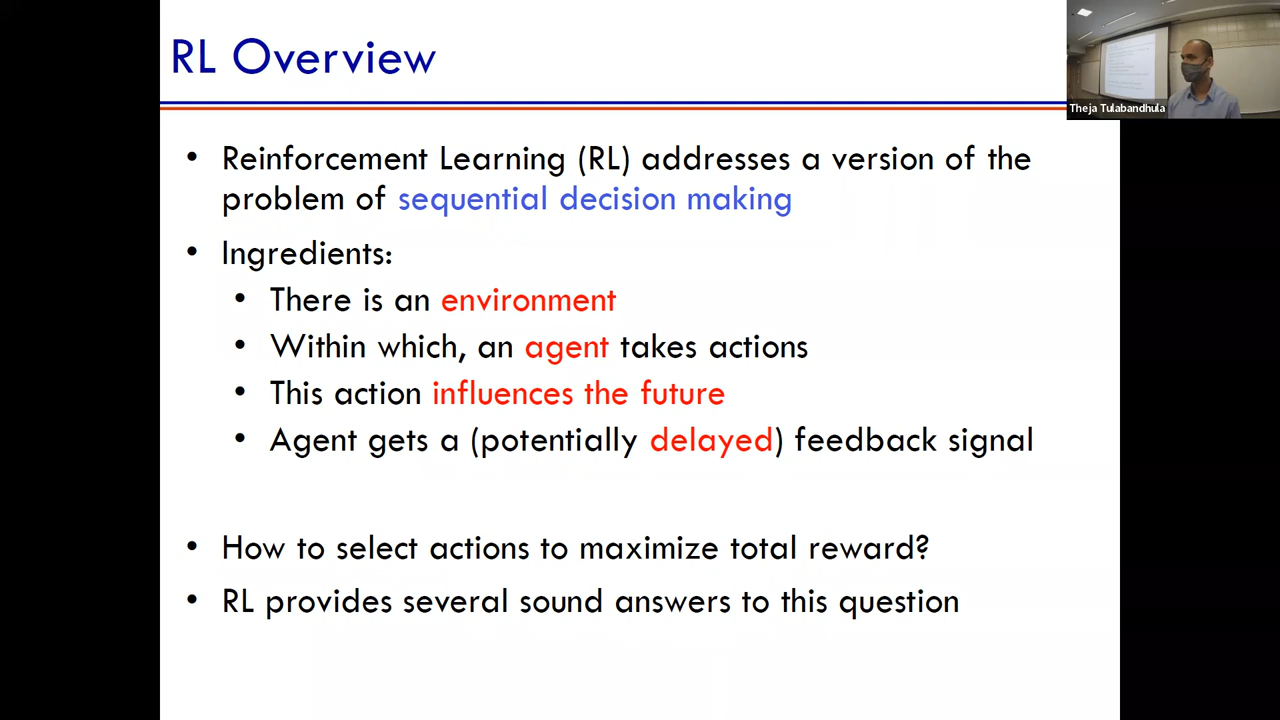 RL Overview
Theja Tulabandhula
• Reinforcement Learning (RL) addresses a version of the
problem of sequential decision making
• Ingredients:
• There is an environment
• Within which, an agent takes actions
• This action influences the future
• Agent gets a (potentially delayed) feedback signal
• How to select actions to maximize total reward?
• RL provides several sound answers to this question